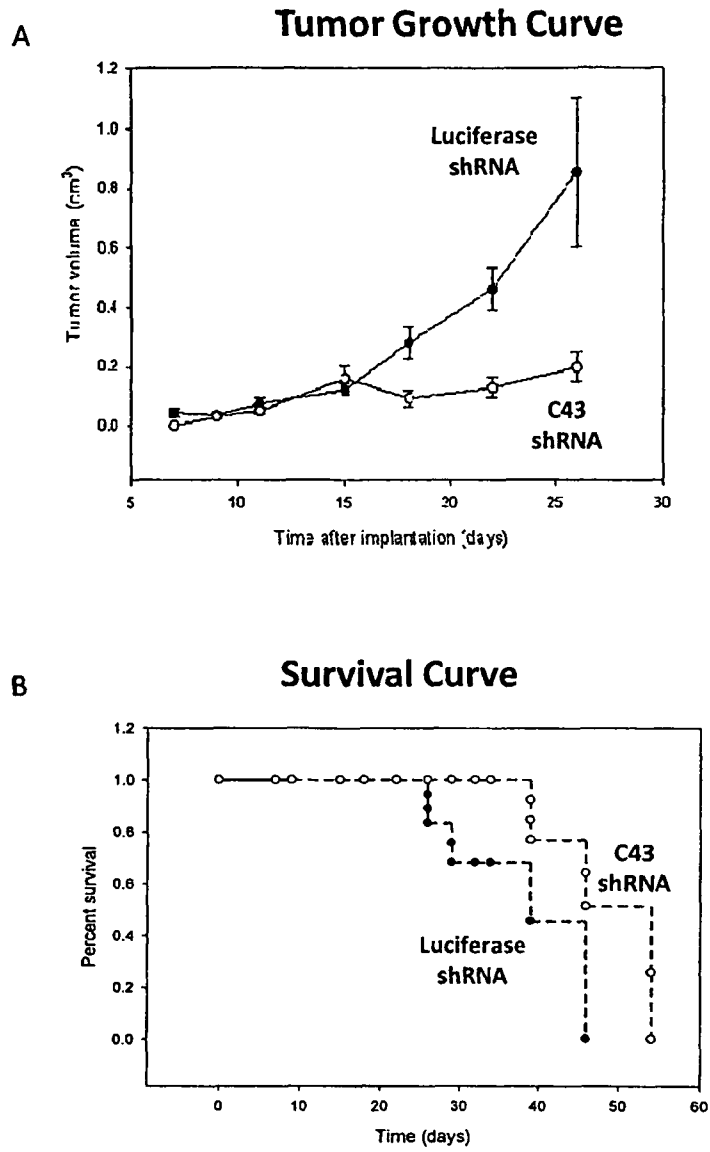 A
Tumor Growth Curve
1.2
1.0
0.8
0.6
0.4
0.2
0.0
Tumor volume (cm³)
Luciferase
shRNA
C43
shRNA
5
10
15
20
25
30
Time after implantation (days)
B
Survival Curve
1.2
1.0
0.8
0.6
0.4
0.2
0.0
Percent survival
C43
shRNA
Luciferase
shRNA
0
10
20
30
40
50
60
Time (days)